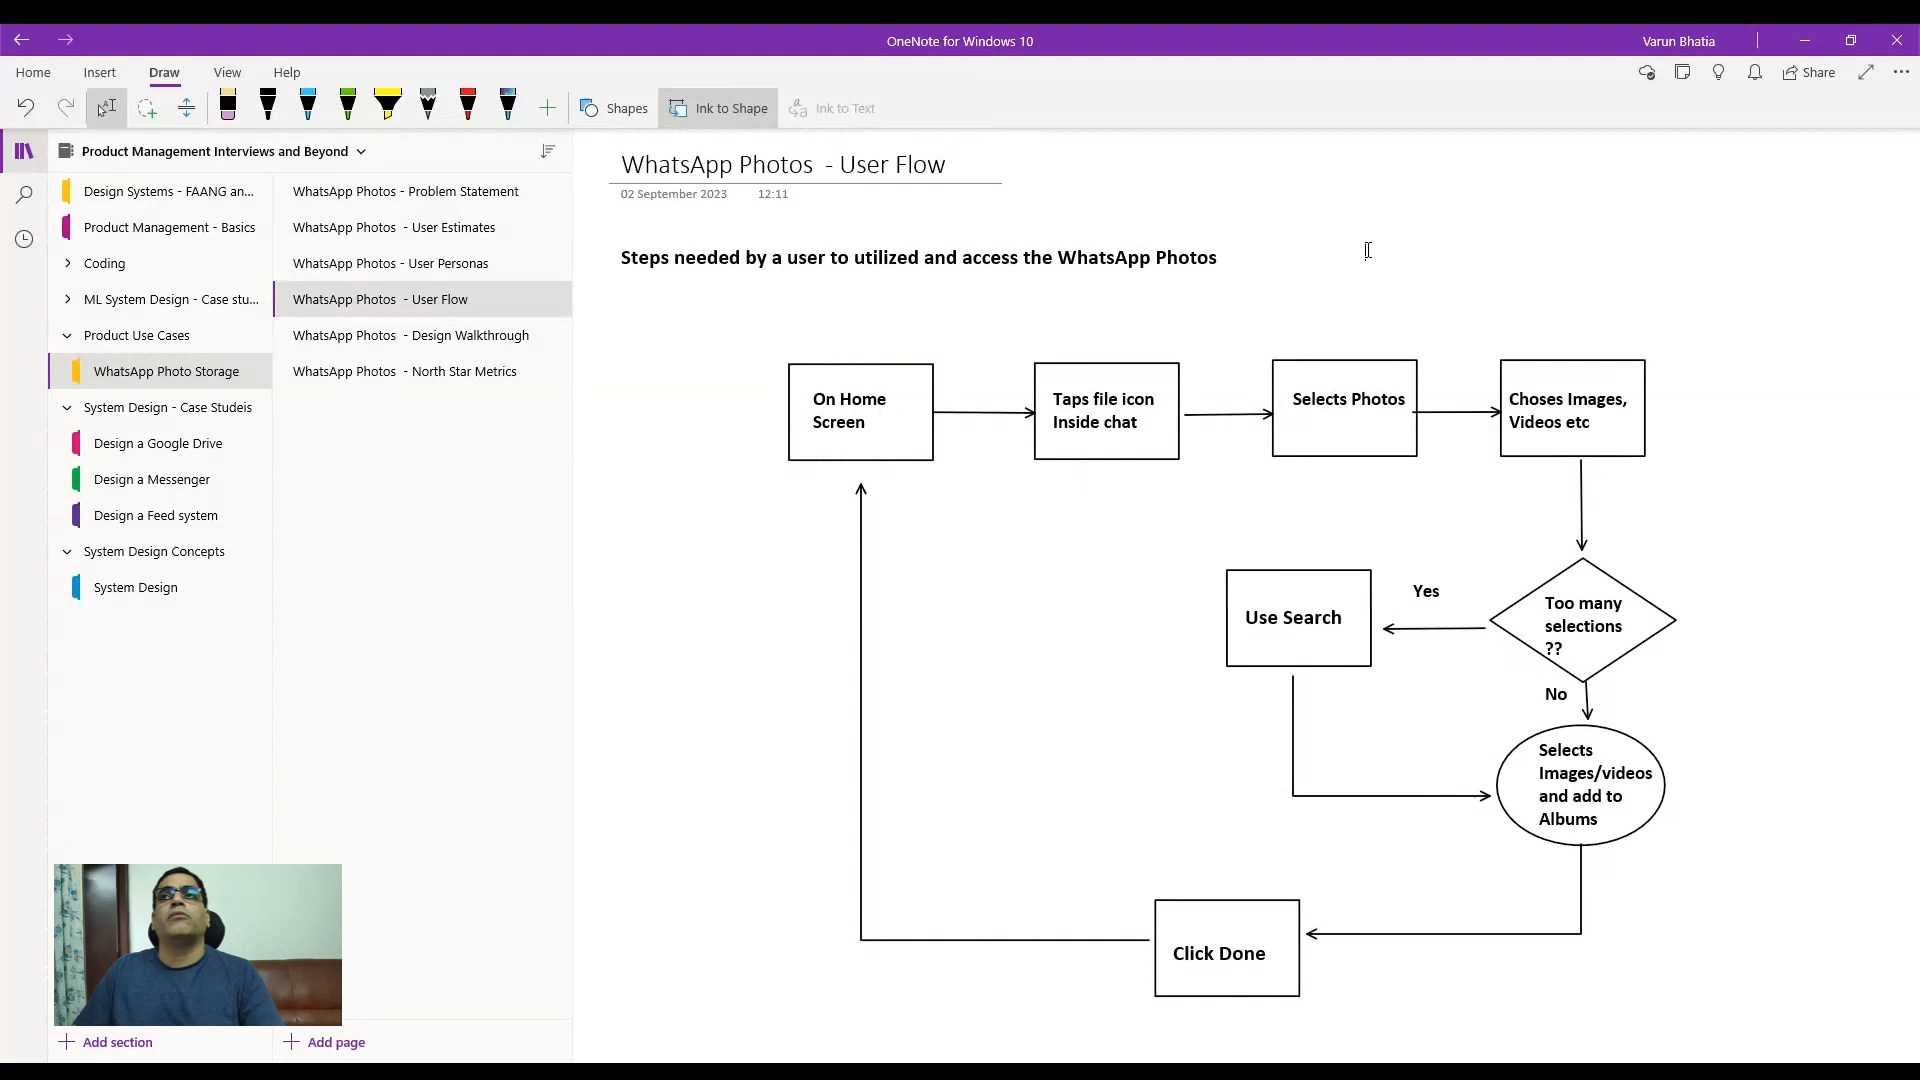 OneNote for Windows 10
Varun Bhatia
Home
Insert
Draw
View
Help
Share
Shapes
Ink to Shape
Ink to Text
Product Management Interviews and Beyond
Design Systems - FAANG an...
Product Management - Basics
Coding
ML System Design - Case stu...
Product Use Cases
WhatsApp Photo Storage
System Design - Case Studeis
Design a Google Drive
Design a Messenger
Design a Feed system
System Design Concepts
System Design
Add section
WhatsApp Photos - Problem Statement
WhatsApp Photos - User Estimates
WhatsApp Photos - User Personas
WhatsApp Photos - User Flow
WhatsApp Photos - Design Walkthrough
WhatsApp Photos - North Star Metrics
Add page
WhatsApp Photos - User Flow
02 September 2023 12:11
Steps needed by a user to utilized and access the WhatsApp Photos
On Home
Screen
Taps file icon
Inside chat
Selects Photos
Choses Images,
Videos etc
Too many
selections
??
Yes
Use Search
No
Selects
Images/videos
and add to
Albums
Click Done